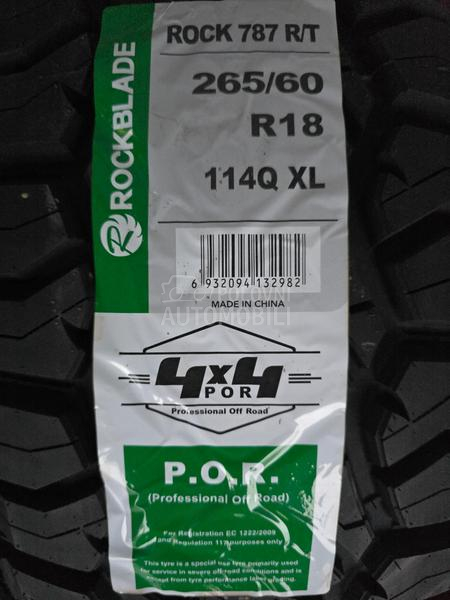 ROCKBLADE
ROCK 787 R/T
265/60
R18
114Q XL
6 932094 132982
MADE IN CHINA
POLOVNI
AUTOMOBILI
4x4
POR
Professional Off Road
P.O.R.
(Professional Off Road)
For Registration EC 1222/2009
and Regulation 117 purposes only
This tyre is a special use tyre primarily used
for service in severe off-road conditions and is
exempt from tyre performance label grading.